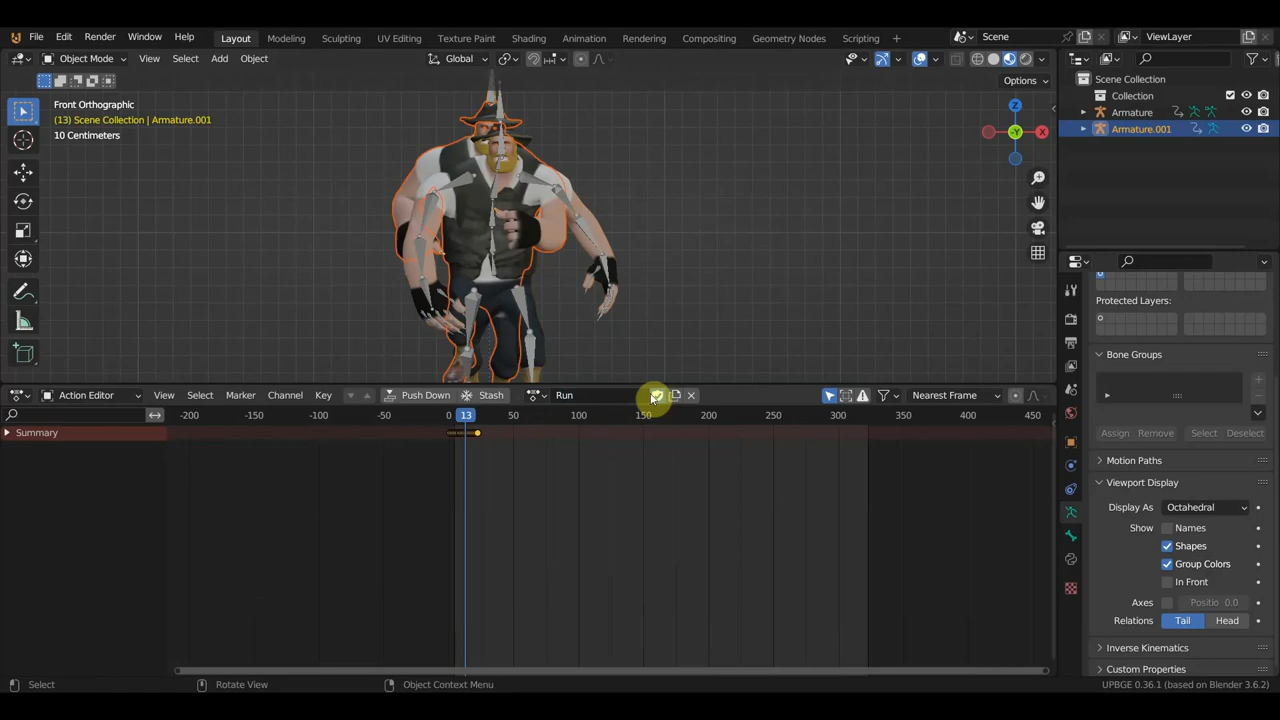 File Edit Render Window Help Layout Modeling Sculpting UV Editing Texture Paint Shading Animation Rendering Compositing Geometry Nodes Scripting + Scene ViewLayer
Object Mode View Select Add Object Global
Options
Front Orthographic
(13) Scene Collection | Armature.001
10 Centimeters
Z
X
-Y
Scene Collection
Collection
Armature
Armature.001
Protected Layers:
Bone Groups
Assign Remove Select Deselect
Motion Paths
Viewport Display
Display As Octahedral
Show Names
Shapes
Group Colors
In Front
Axes Positio 0.0
Relations Tail Head
Inverse Kinematics
Custom Properties
Action Editor View Select Marker Channel Key Push Down Stash Run Nearest Frame
-200 -150 -100 -50 0 13 50 100 150 200 250 300 350 400 450
Summary
Select Rotate View Object Context Menu UPBGE 0.36.1 (based on Blender 3.6.2)